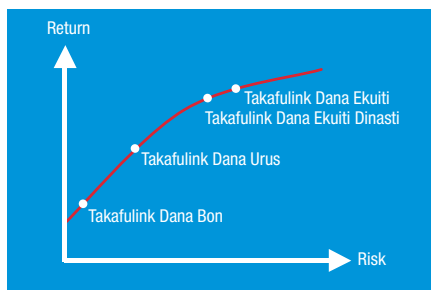 Return
Takafulink Dana Ekuiti
Takafulink Dana Ekuiti Dinasti
Takafulink Dana Urus
Takafulink Dana Bon
Risk